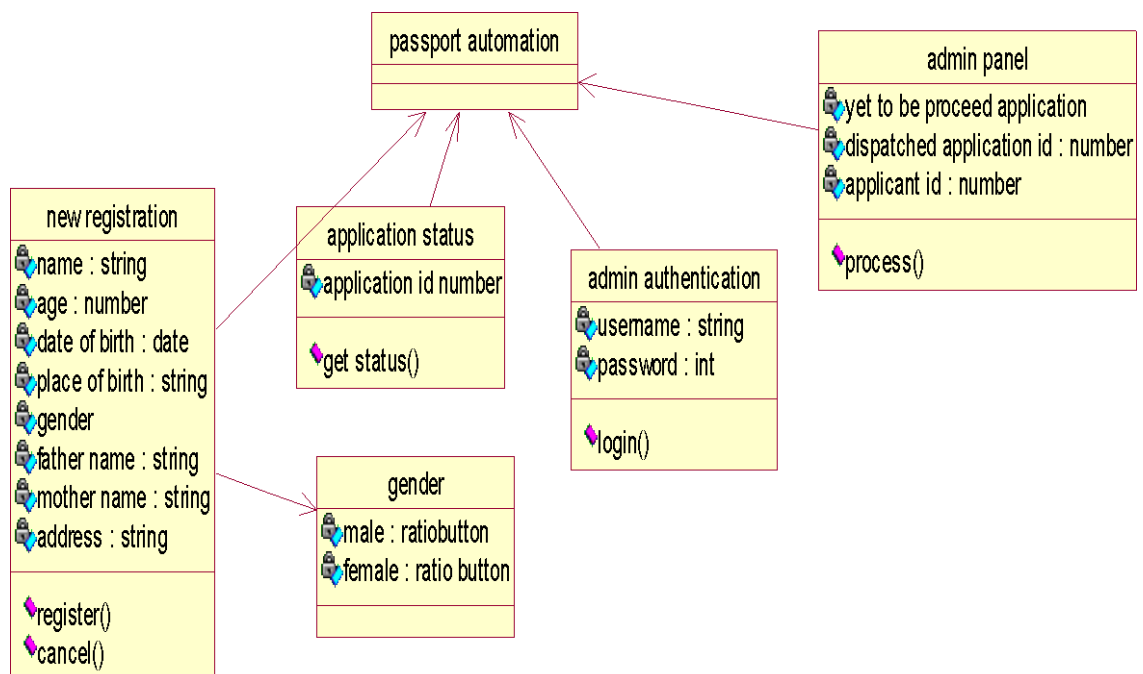 passport automation
admin panel
yet to be proceed application
dispatched application id : number
applicant id : number
process()
new registration
name : string
age : number
date of birth : date
place of birth : string
gender
father name : string
mother name : string
address : string
register()
cancel()
application status
application id number
get status()
admin authentication
username : string
password : int
login()
gender
male : ratiobutton
female : ratio button